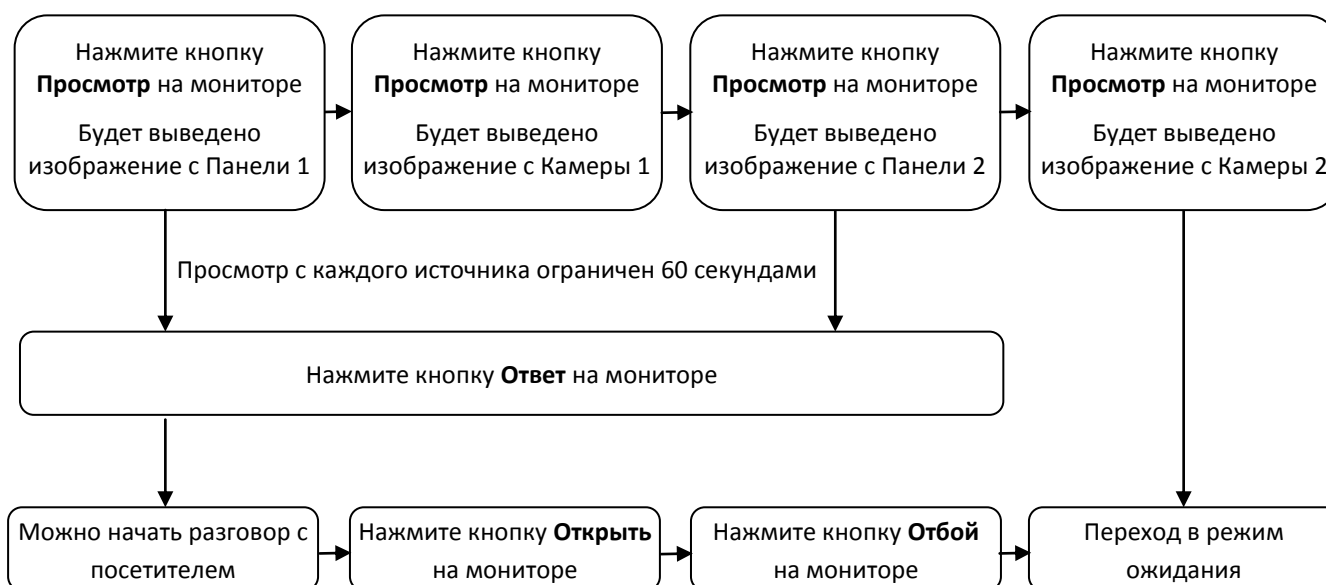 Нажмите кнопку
Просмотр на мониторе
Будет выведено
изображение с Панели 1
Нажмите кнопку
Просмотр на мониторе
Будет выведено
изображение с Камеры 1
Нажмите кнопку
Просмотр на мониторе
Будет выведено
изображение с Панели 2
Нажмите кнопку
Просмотр на мониторе
Будет выведено
изображение с Камеры 2
Просмотр с каждого источника ограничен 60 секундами
Нажмите кнопку Ответ на мониторе
Можно начать разговор с
посетителем
Нажмите кнопку Открыть
на мониторе
Нажмите кнопку Отбой
на мониторе
Переход в режим
ожидания